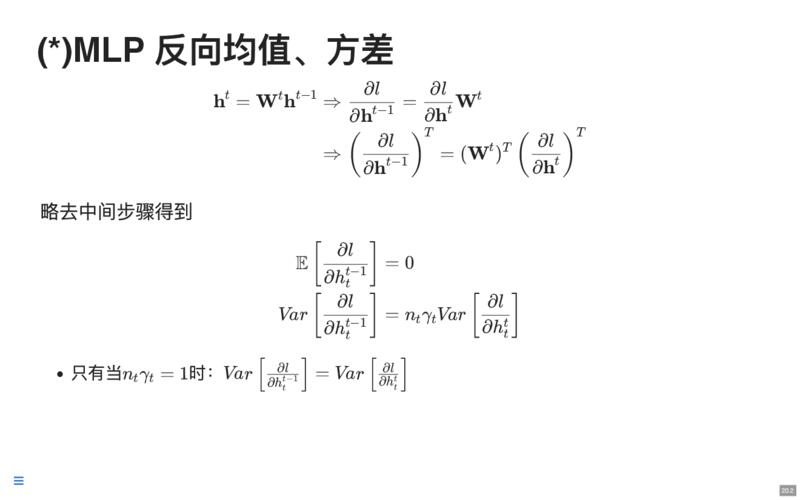 (*)MLP 反向均值、方差
$\mathbf{h}^t = \mathbf{W}^t\mathbf{h}^{t-1} \Rightarrow \frac{\partial l}{\partial \mathbf{h}^{t-1}} = \frac{\partial l}{\partial \mathbf{h}^t}\mathbf{W}^t$
$\Rightarrow \left(\frac{\partial l}{\partial \mathbf{h}^{t-1}}\right)^T = (\mathbf{W}^t)^T \left(\frac{\partial l}{\partial \mathbf{h}^t}\right)^T$
略去中间步骤得到
$\mathbb{E}\left[\frac{\partial l}{\partial h_t^{t-1}}\right] = 0$
$Var\left[\frac{\partial l}{\partial h_t^{t-1}}\right] = n_t\gamma_t Var\left[\frac{\partial l}{\partial h_t^t}\right]$
• 只有当$n_t\gamma_t = 1$时：$Var\left[\frac{\partial l}{\partial h_t^{t-1}}\right] = Var\left[\frac{\partial l}{\partial h_t^t}\right]$
20.2